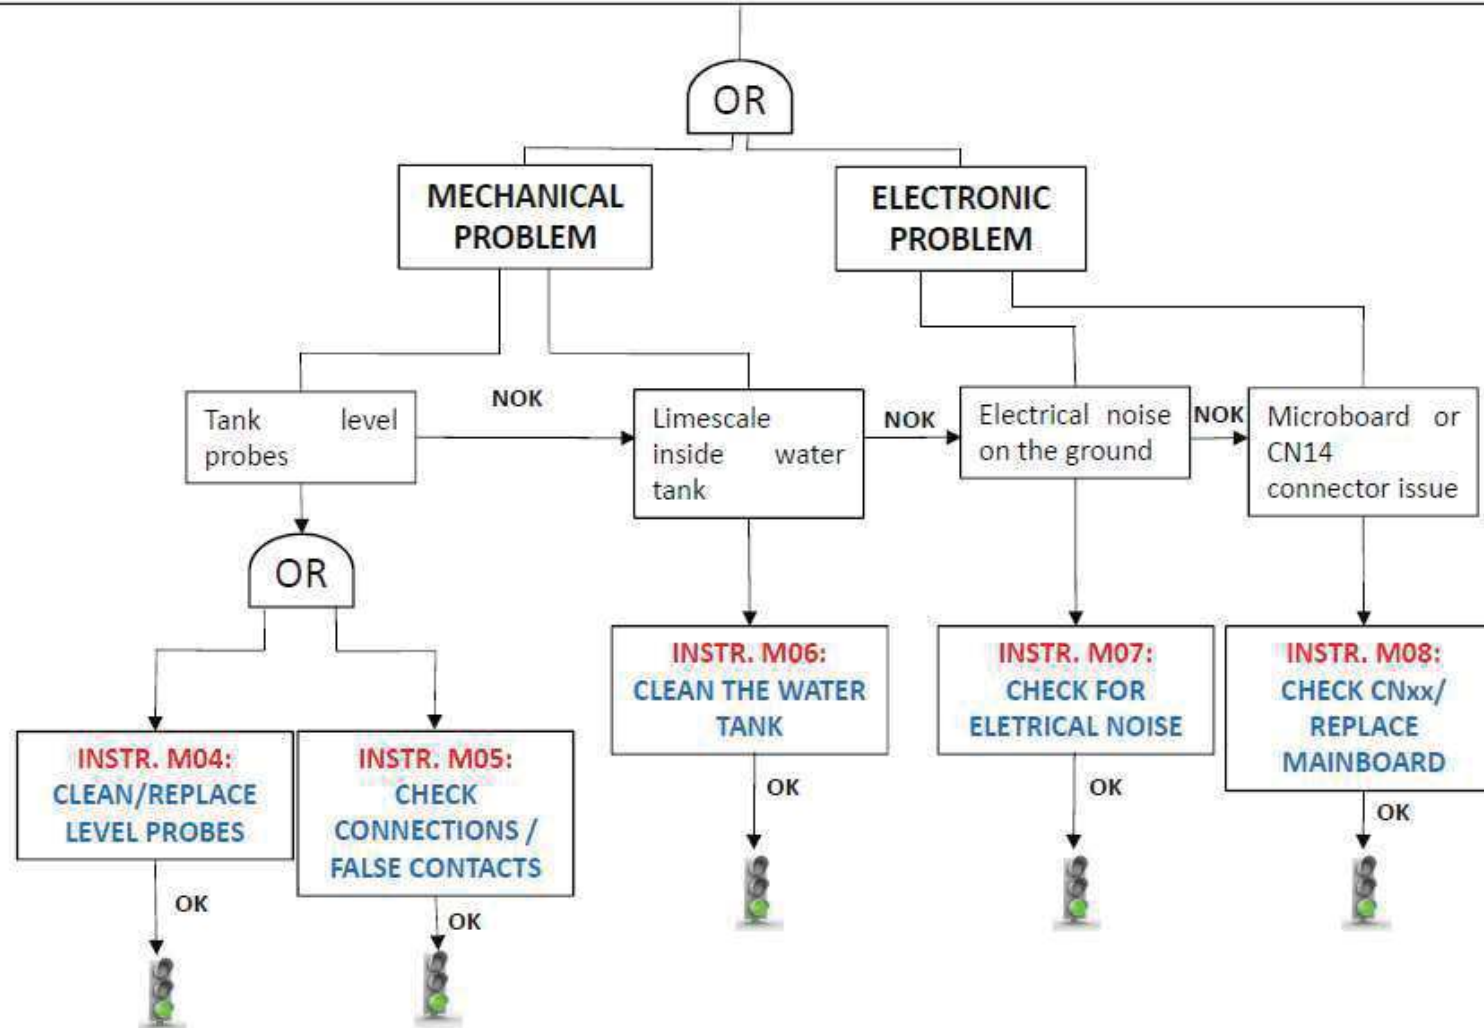 OR
MECHANICAL
PROBLEM
ELECTRONIC
PROBLEM
Tank level
probes
NOK
Limescale
inside water
tank
NOK
Electrical noise
on the ground
NOK
Microboard or
CN14
connector issue
OR
INSTR. M04:
CLEAN/REPLACE
LEVEL PROBES
OK
INSTR. M05:
CHECK
CONNECTIONS /
FALSE CONTACTS
OK
INSTR. M06:
CLEAN THE WATER
TANK
OK
INSTR. M07:
CHECK FOR
ELETRICAL NOISE
OK
INSTR. M08:
CHECK CNxx/
REPLACE
MAINBOARD
OK